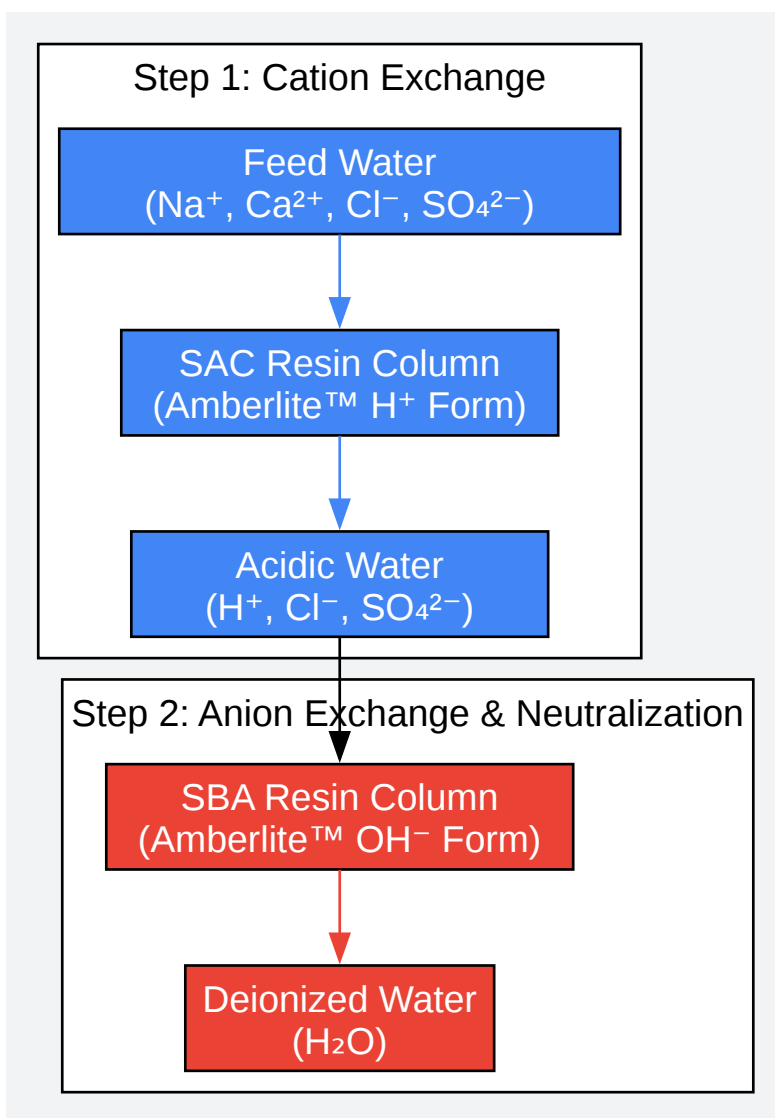 Step 1: Cation Exchange
Feed Water
(Na⁺, Ca²⁺, Cl⁻, SO₄²⁻)
SAC Resin Column
(Amberlite™ H⁺ Form)
Acidic Water
(H⁺, Cl⁻, SO₄²⁻)
Step 2: Anion Exchange & Neutralization
SBA Resin Column
(Amberlite™ OH⁻ Form)
Deionized Water
(H₂O)